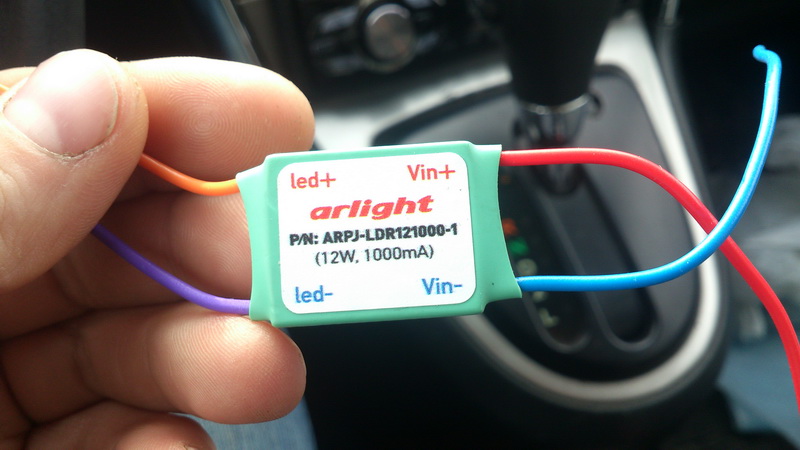 led+ Vin+
arlight
P/N: ARPJ-LDR121000-1
(12W, 1000mA)
led- Vin-